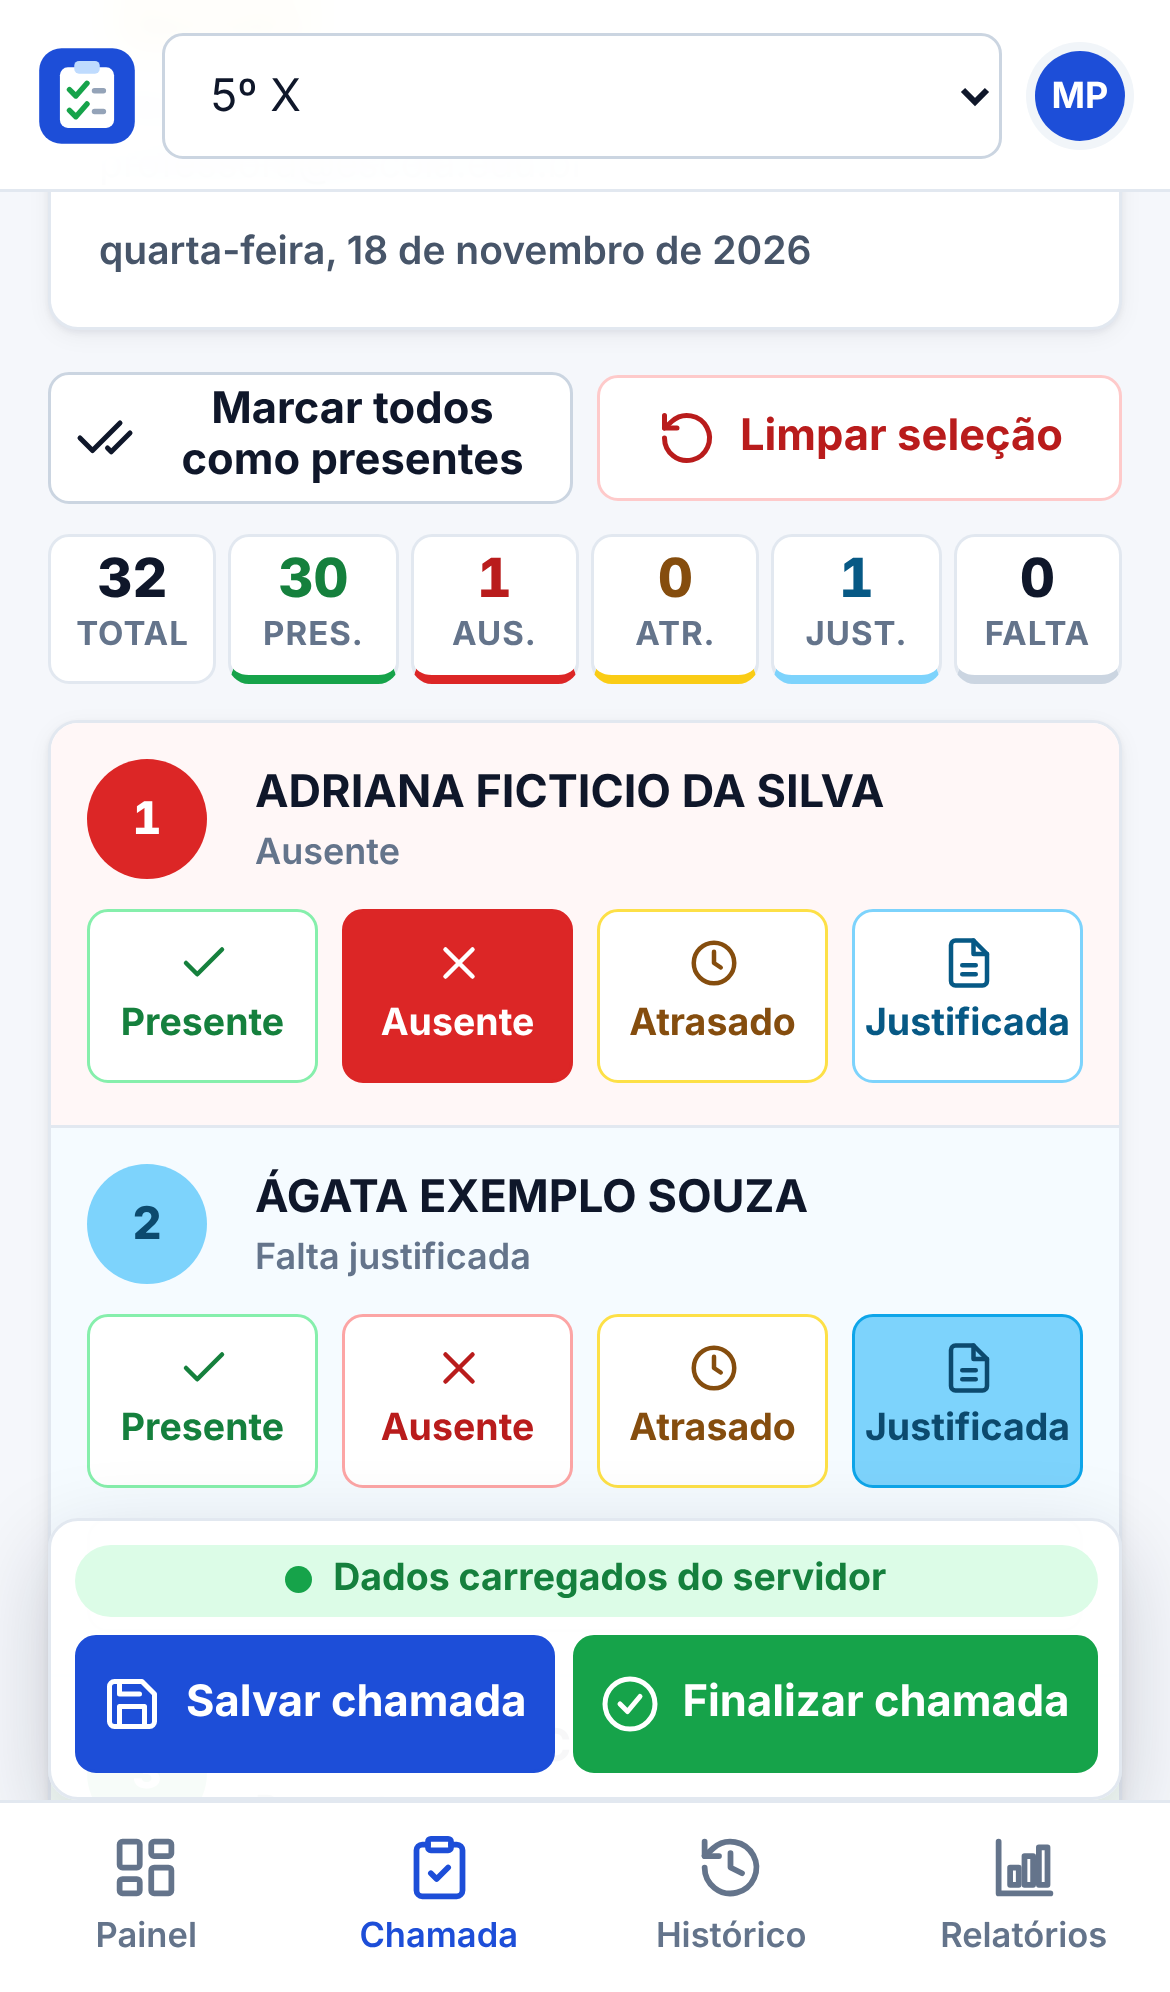 5º X
MP
quarta-feira, 18 de novembro de 2026
Marcar todos
como presentes
Limpar seleção
32
TOTAL
30
PRES.
1
AUS.
0
ATR.
1
JUST.
0
FALTA
1
ADRIANA FICTICIO DA SILVA
Ausente
Presente
Ausente
Atrasado
Justificada
2
ÁGATA EXEMPLO SOUZA
Falta justificada
Presente
Ausente
Atrasado
Justificada
Dados carregados do servidor
Salvar chamada
Finalizar chamada
Painel
Chamada
Histórico
Relatórios